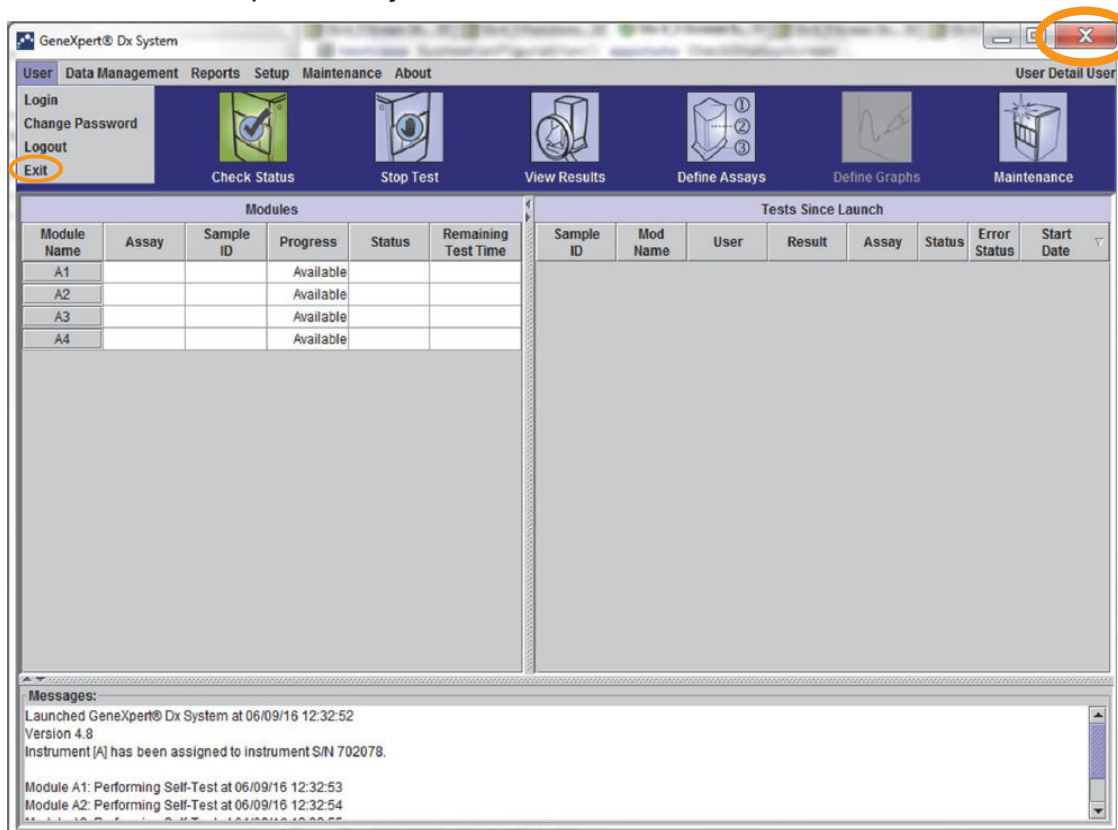 GeneXpert® Dx System
User Data Management Reports Setup Maintenance About User Detail User
Login
Change Password
Logout
Exit
Check Status Stop Test View Results Define Assays Define Graphs Maintenance
Modules
Module Name Assay Sample ID Progress Status Remaining Test Time
A1 Available
A2 Available
A3 Available
A4 Available
Tests Since Launch
Sample ID Mod Name User Result Assay Status Error Status Start Date
Messages:
Launched GeneXpert® Dx System at 06/09/16 12:32:52
Version 4.8
Instrument [A] has been assigned to instrument S/N 702078.
Module A1: Performing Self-Test at 06/09/16 12:32:53
Module A2: Performing Self-Test at 06/09/16 12:32:54